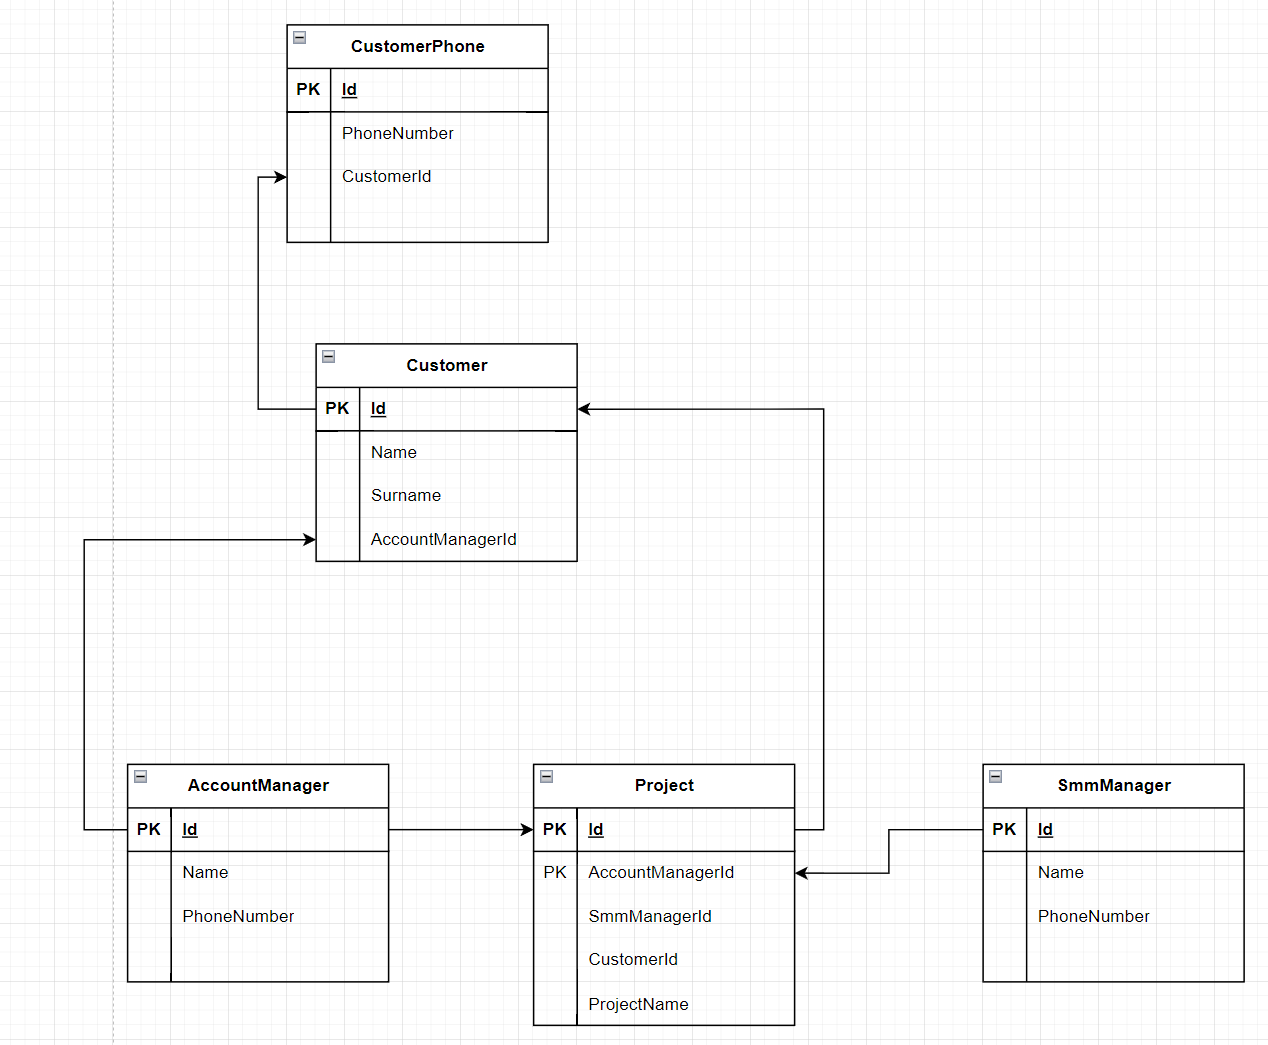 CustomerPhone
PK Id
PhoneNumber
CustomerId
Customer
PK Id
Name
Surname
AccountManagerId
AccountManager
PK Id
Name
PhoneNumber
Project
PK Id
PK AccountManagerId
SmmManagerId
CustomerId
ProjectName
SmmManager
PK Id
Name
PhoneNumber